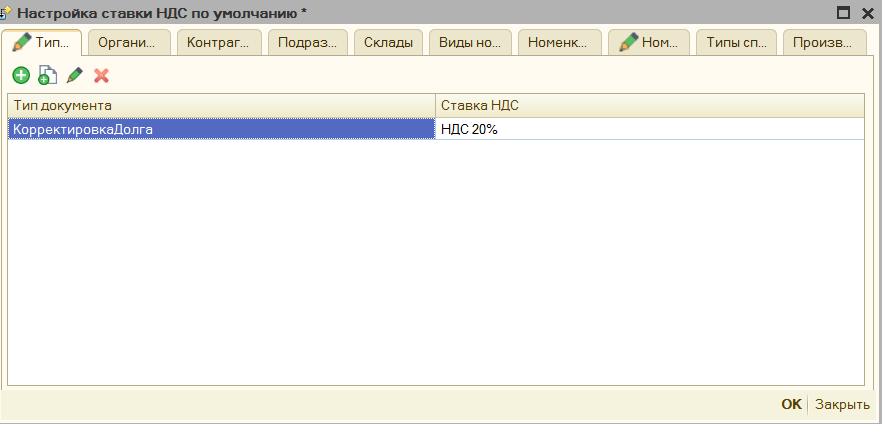 Настройка ставки НДС по умолчанию *
Тип... Органи... Контраг... Подраз... Склады Виды но... Номенк... Ном... Типы сп... Произв...
Тип документа Ставка НДС
КорректировкаДолга НДС 20%
OK Закрыть